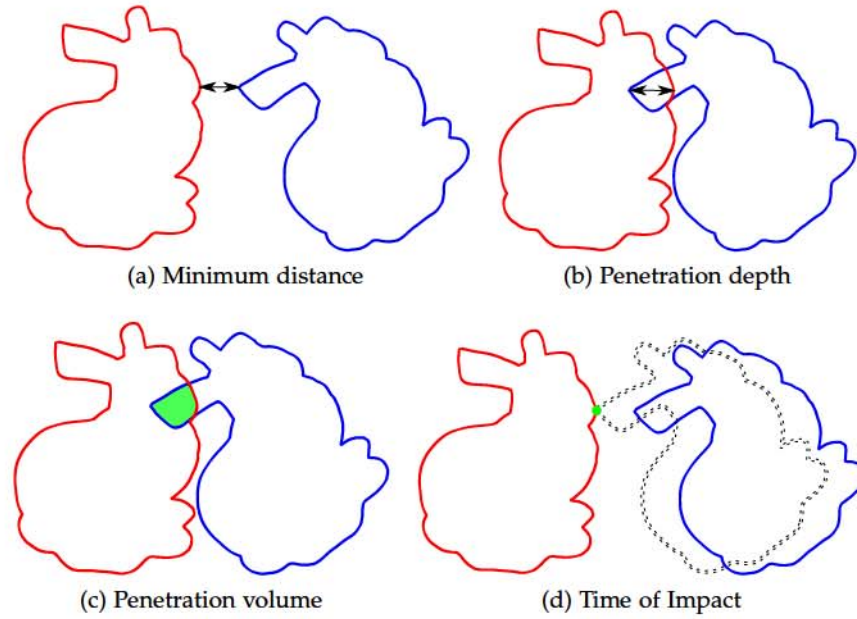 (a) Minimum distance
(b) Penetration depth
(c) Penetration volume
(d) Time of Impact